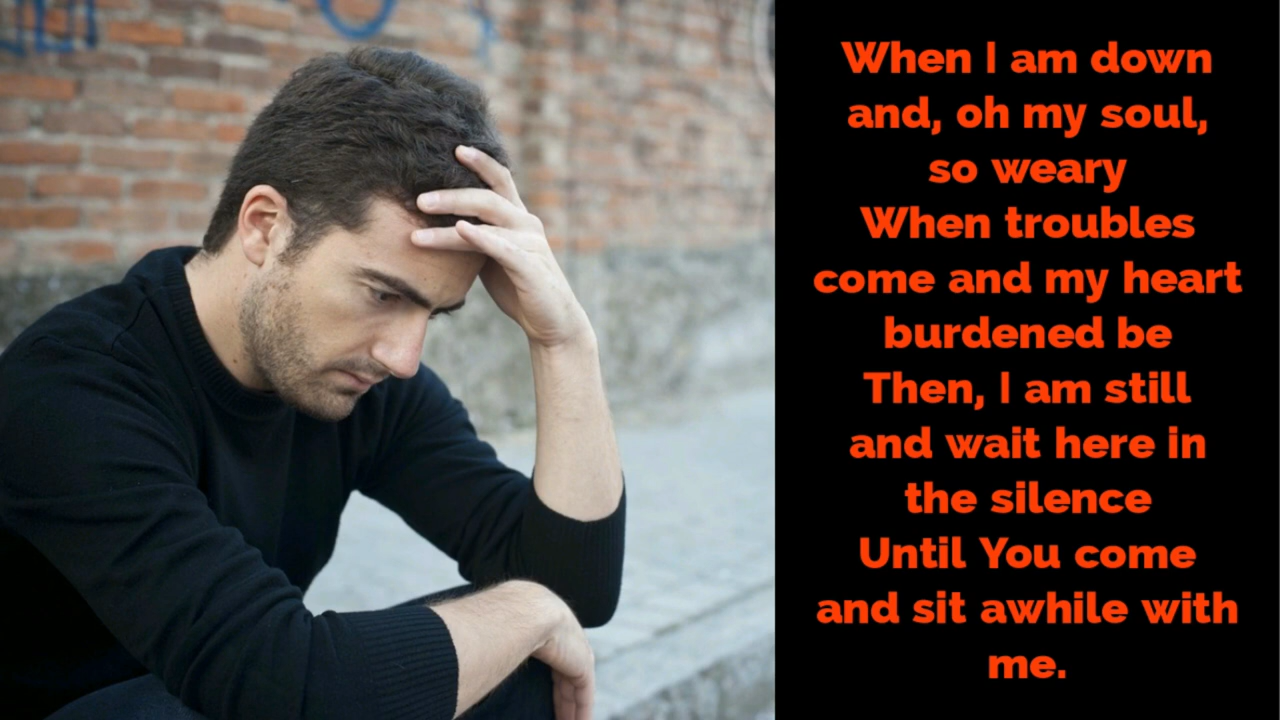 When I am down
and, oh my soul,
so weary
When troubles
come and my heart
burdened be
Then, I am still
and wait here in
the silence
Until You come
and sit awhile with
me.